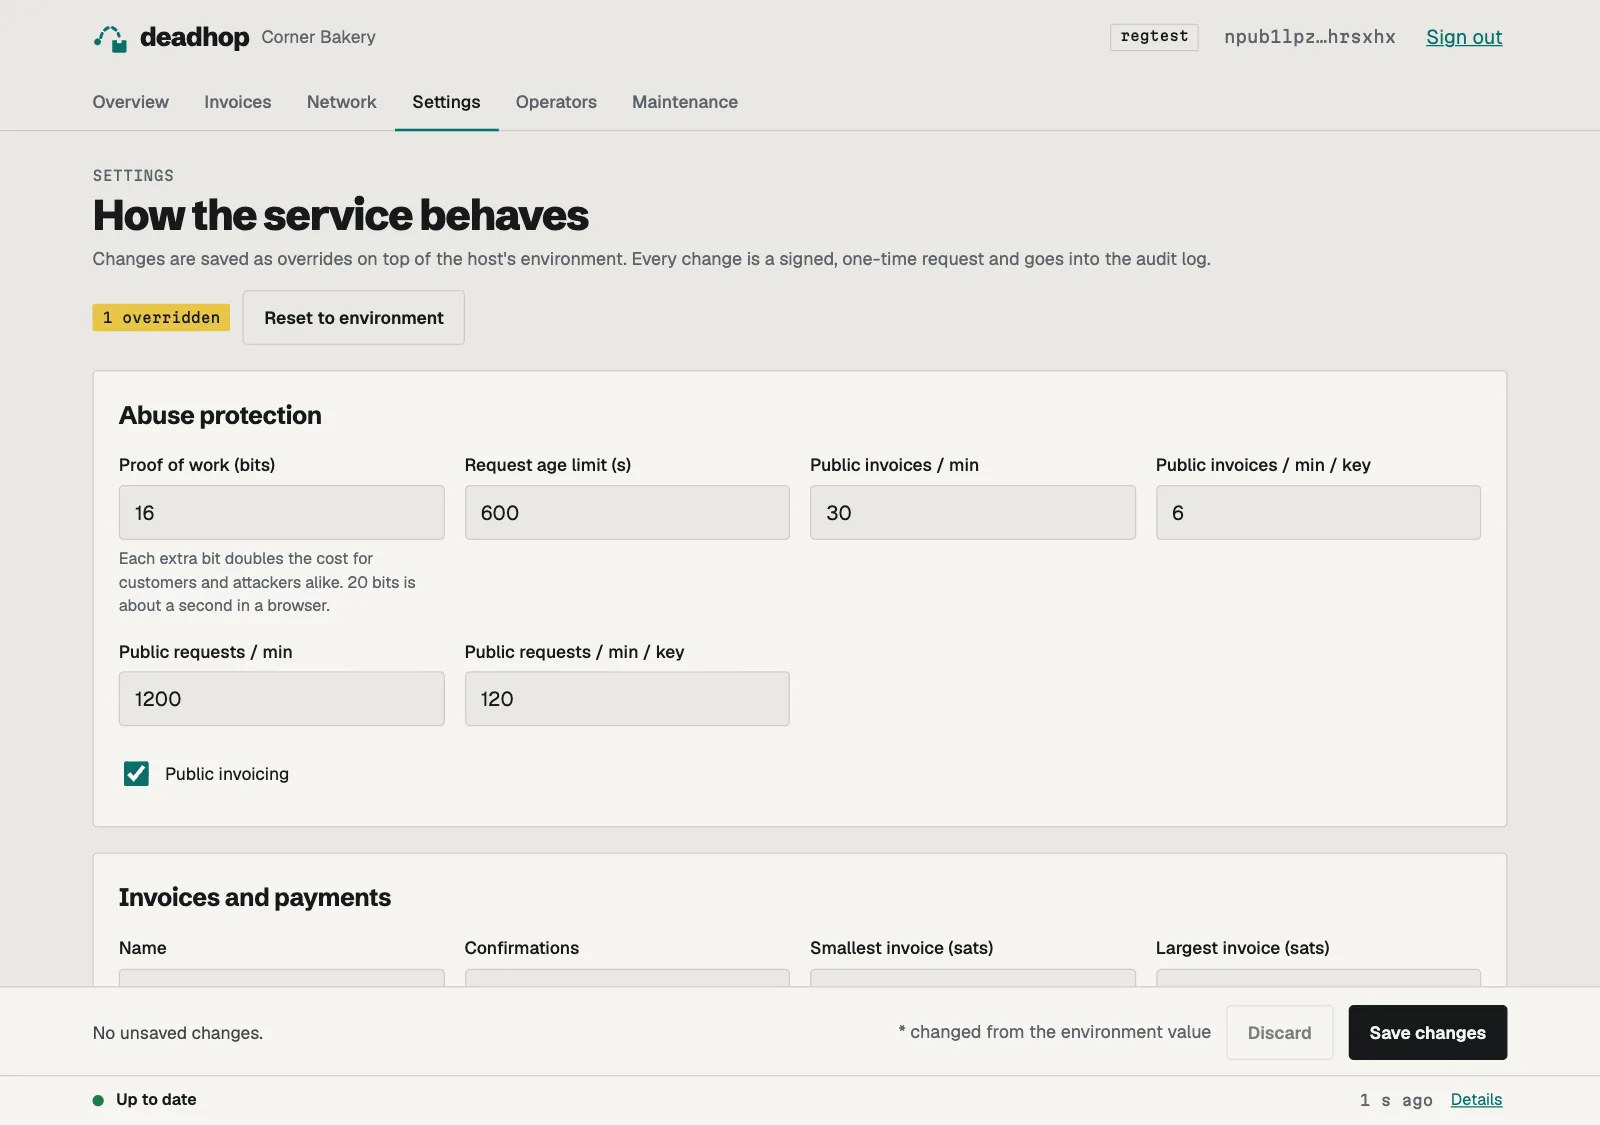 deadhop Corner Bakery
regtest npub1lpz…hrsxhx Sign out
Overview Invoices Network Settings Operators Maintenance
SETTINGS
How the service behaves
Changes are saved as overrides on top of the host's environment. Every change is a signed, one-time request and goes into the audit log.
1 overridden Reset to environment
Abuse protection
Proof of work (bits) Request age limit (s) Public invoices / min Public invoices / min / key
16 600 30 6
Each extra bit doubles the cost for
customers and attackers alike. 20 bits is
about a second in a browser.
Public requests / min Public requests / min / key
1200 120
Public invoicing
Invoices and payments
Name Confirmations Smallest invoice (sats) Largest invoice (sats)
No unsaved changes. * changed from the environment value Discard Save changes
Up to date 1 s ago Details